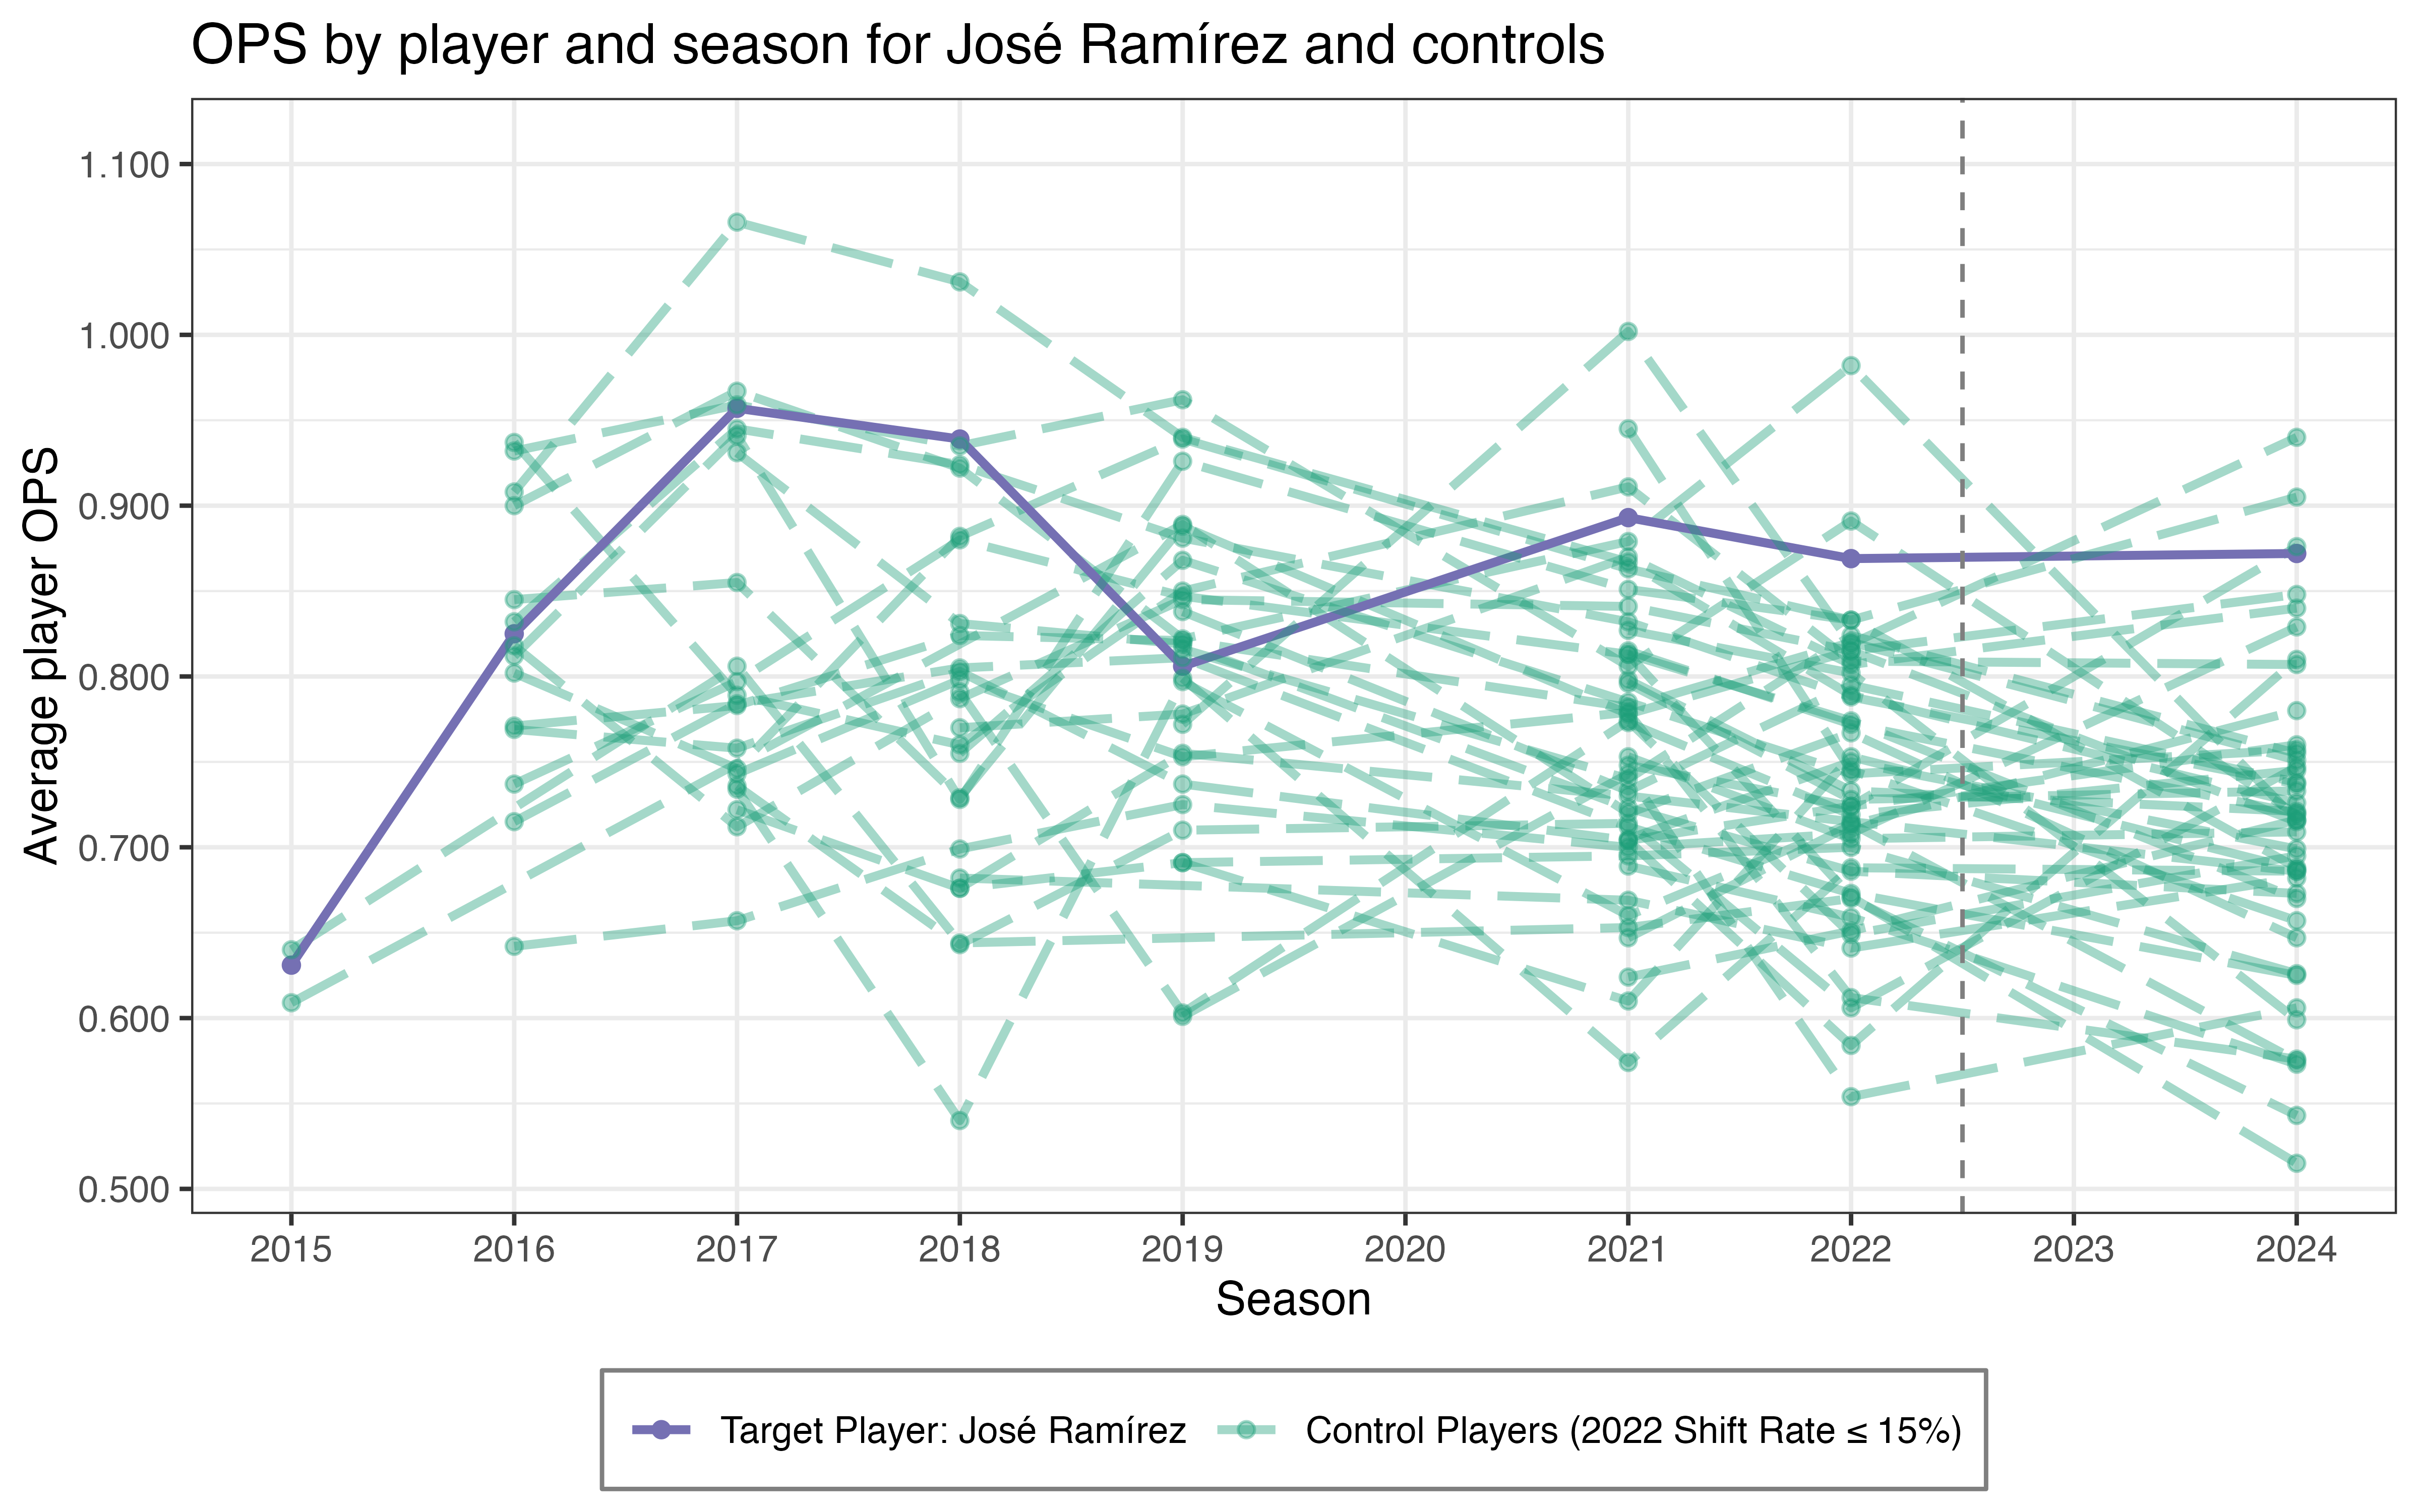 OPS by player and season for José Ramírez and controls
Average player OPS
1.100
1.000
0.900
0.800
0.700
0.600
0.500
2015 2016 2017 2018 2019 2020 2021 2022 2023 2024
Season
Target Player: José Ramírez Control Players (2022 Shift Rate ≤ 15%)